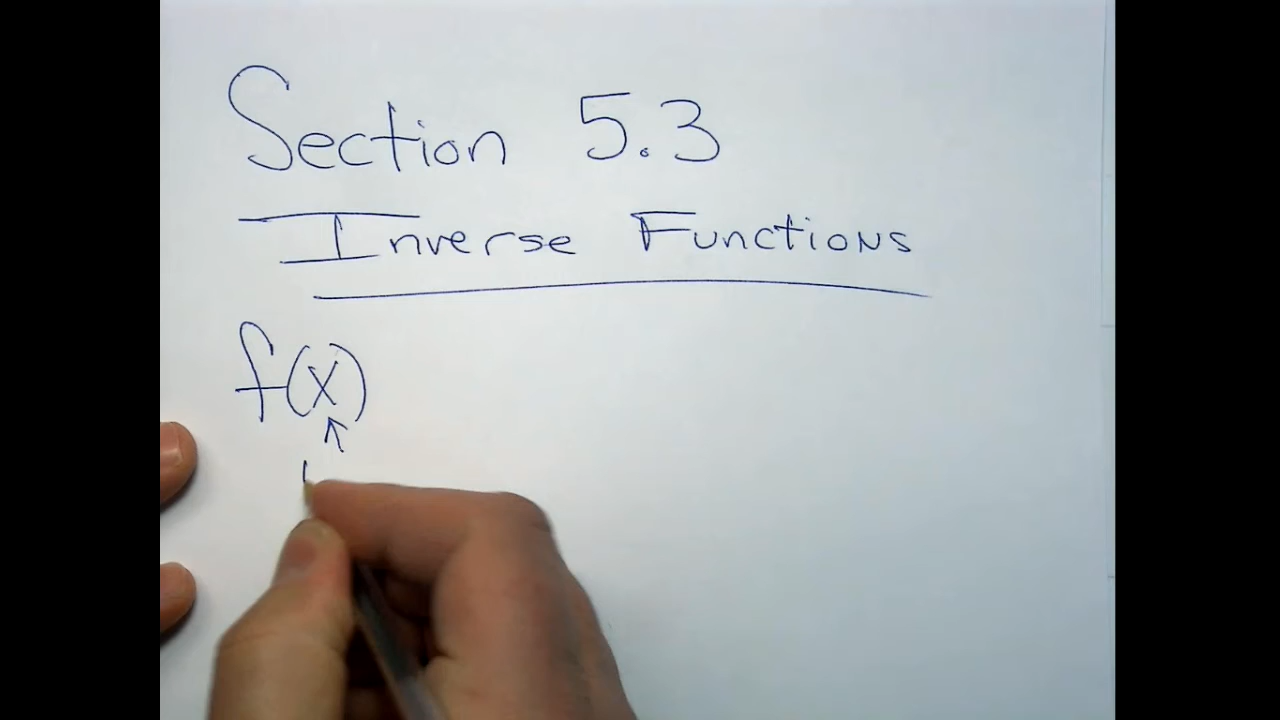 Section 5.3
Inverse Functions
f(x)
↑